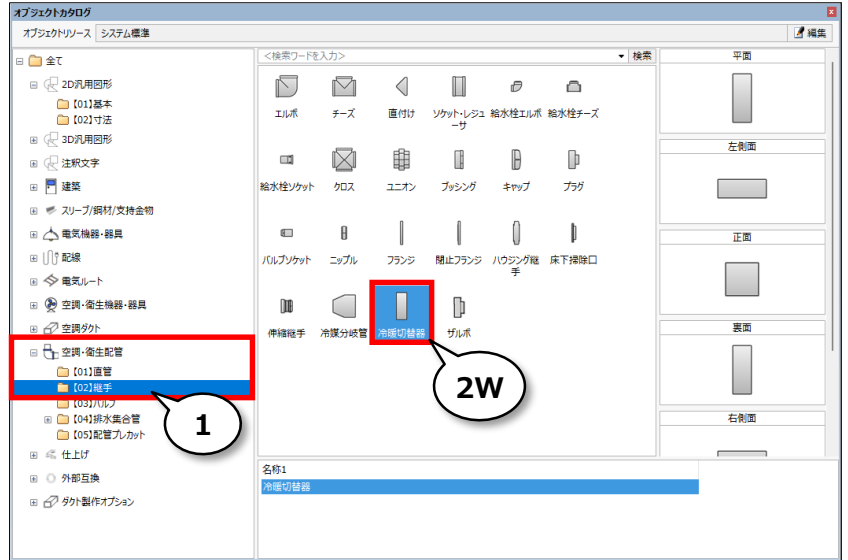 オブジェクトカタログ
オブジェクトリソース システム標準 編集
全て
2D汎用図形
【01】基本
【02】寸法
3D汎用図形
注釈文字
建築
スリーブ/鋼材/支持金物
電気機器・器具
配線
電気ルート
空調・衛生機器・器具
空調ダクト
空調・衛生配管
【01】直管
【02】継手
【03】バルブ
【04】排水集合管
【05】配管プレカット
仕上げ
外部互換
ダクト製作オプション
1
<検索ワードを入力> 検索
エルボ チーズ 直付け ソケット・レジュ 給水栓エルボ 給水栓チーズ
ーサ
給水栓ソケット クロス ユニオン ブッシング キャップ プラグ
バルブソケット ニップル フランジ 閉止フランジ ハウジング継 床下掃除口
手
伸縮継手 冷媒分岐管 冷暖切替器 ザルボ
2W
名称1
冷暖切替器
平面
左側面
正面
裏面
右側面